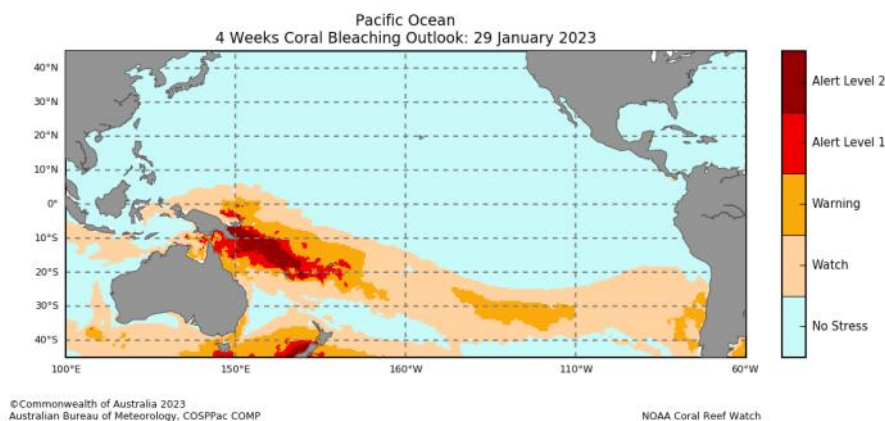 Pacific Ocean
4 Weeks Coral Bleaching Outlook: 29 January 2023
40°N
30°N
20°N
10°N
0°
10°S
20°S
30°S
40°S
100°E
150°E
160°W
110°W
60°W
Alert Level 2
Alert Level 1
Warning
Watch
No Stress
©Commonwealth of Australia 2023
Australian Bureau of Meteorology, COSPPac COMP
NOAA Coral Reef Watch